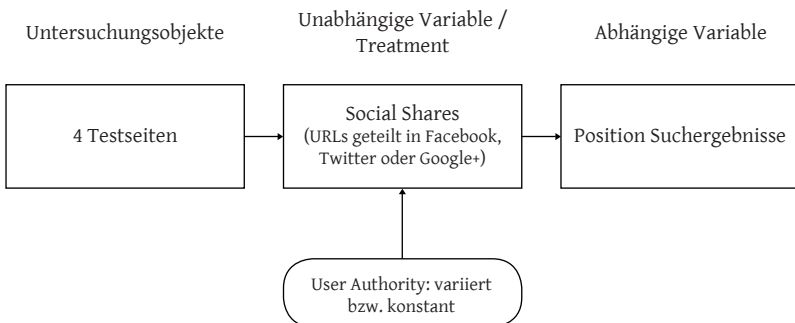 Untersuchungsobjekte
Unabhängige Variable /
Treatment
Abhängige Variable
4 Testseiten
Social Shares
(URLs geteilt in Facebook,
Twitter oder Google+)
Position Suchergebnisse
User Authority: variiert
bzw. konstant